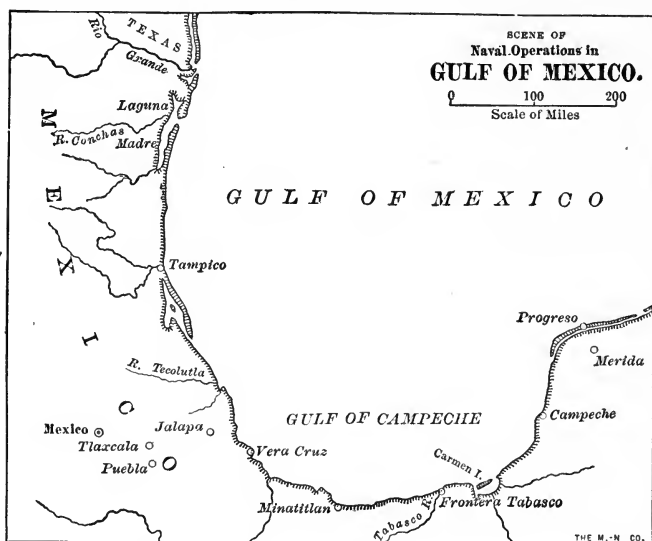 SCENE OF
Naval Operations in
GULF OF MEXICO.
0 100 200
Scale of Miles
TEXAS
Rio
Grande
Laguna
Madre
R. Conchas
MEXICO
GULF OF MEXICO
Tampico
R. Tecolutla
Mexico
Jalapa
Tlaxcala
Puebla
Vera Cruz
GULF OF CAMPECHE
Progreso
Merida
Campeche
Carmen I.
Minatitlan
Tabasco R.
Frontera Tabasco
THE M.-N. CO.